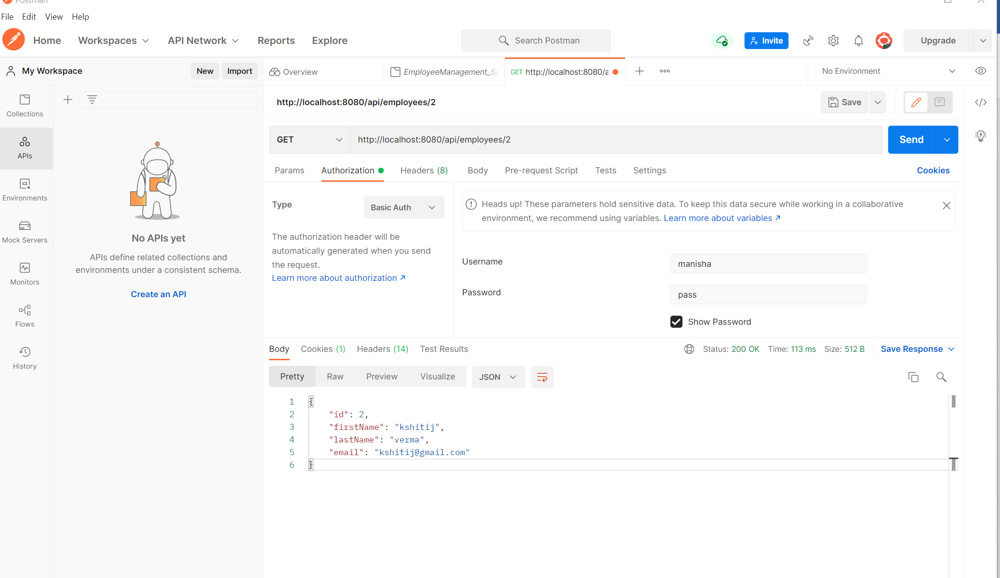 Postman
File Edit View Help
Home Workspaces API Network Reports Explore Search Postman Invite Upgrade
My Workspace New Import Overview EmployeeManagement_S GET http://localhost:8080/a No Environment
Collections
APIs
Environments
Mock Servers
Monitors
Flows
History
No APIs yet
APIs define related collections and
environments under a consistent schema.
Create an API
http://localhost:8080/api/employees/2 Save
GET http://localhost:8080/api/employees/2 Send
Params Authorization Headers (8) Body Pre-request Script Tests Settings Cookies
Type Basic Auth
The authorization header will be
automatically generated when you send
the request.
Learn more about authorization
Heads up! These parameters hold sensitive data. To keep this data secure while working in a collaborative
environment, we recommend using variables. Learn more about variables
Username manisha
Password pass
Show Password
Body Cookies (1) Headers (14) Test Results Status: 200 OK Time: 113 ms Size: 512 B Save Response
Pretty Raw Preview Visualize JSON
1 {
2 "id": 2,
3 "firstName": "kshitij",
4 "lastName": "verma",
5 "email": "kshitij@gmail.com"
6 }